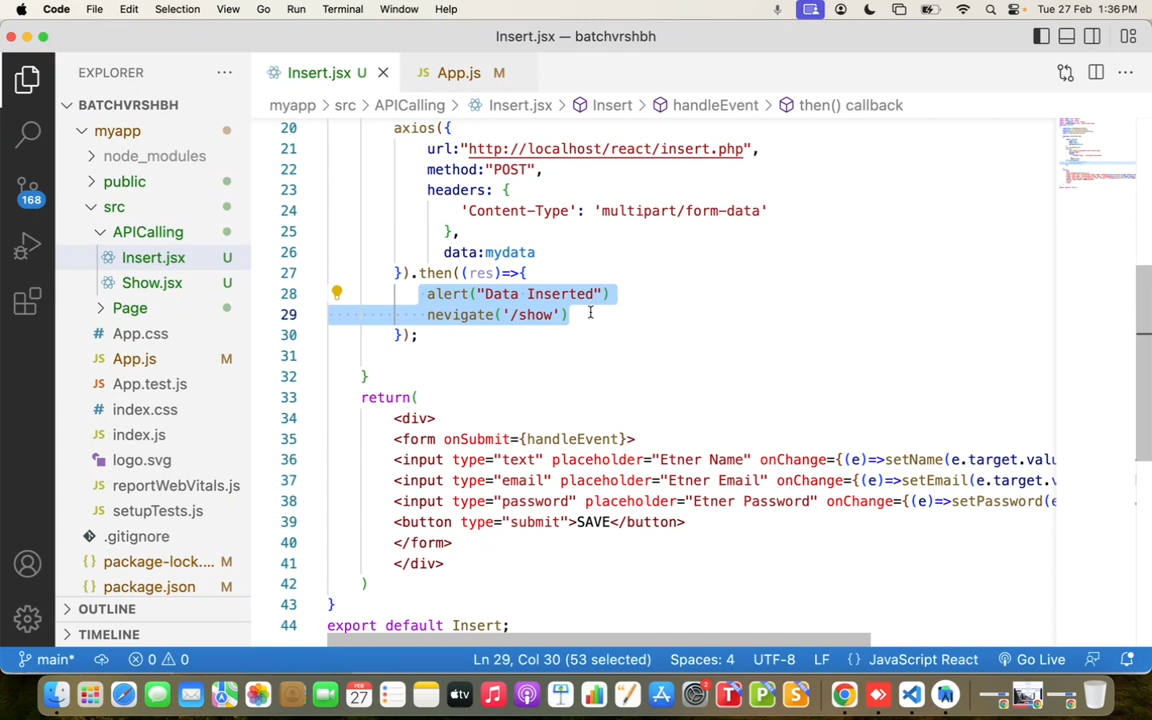 Code File Edit Selection View Go Run Terminal Window Help Tue 27 Feb 1:36 PM
Insert.jsx — batchvrshbh
EXPLORER
Insert.jsx U
JS App.js M
BATCHVRSHBH
myapp
node_modules
public
src
APICalling
Insert.jsx U
Show.jsx U
Page
App.css
JS App.js M
JS App.test.js
index.css
JS index.js
logo.svg
JS reportWebVitals.js
JS setupTests.js
.gitignore
{} package-lock.... M
{} package.json M
OUTLINE
TIMELINE
168
myapp > src > APICalling > Insert.jsx > Insert > handleEvent > then() callback
20 axios({
21 url:"http://localhost/react/insert.php",
22 method:"POST",
23 headers: {
24 'Content-Type': 'multipart/form-data'
25 },
26 data:mydata
27 }).then((res)=>{
28 alert("Data Inserted")
29 nevigate('/show')
30 });
31
32 }
33 return(
34 <div>
35 <form onSubmit={handleEvent}>
36 <input type="text" placeholder="Etner Name" onChange={(e)=>setName(e.target.valu
37 <input type="email" placeholder="Etner Email" onChange={(e)=>setEmail(e.target.v
38 <input type="password" placeholder="Etner Password" onChange={(e)=>setPassword(e
39 <button type="submit">SAVE</button>
40 </form>
41 </div>
42 )
43 }
44 export default Insert;
main* 0 0 Ln 29, Col 30 (53 selected) Spaces: 4 UTF-8 LF {} JavaScript React Go Live
FEB
27
tv
T P S